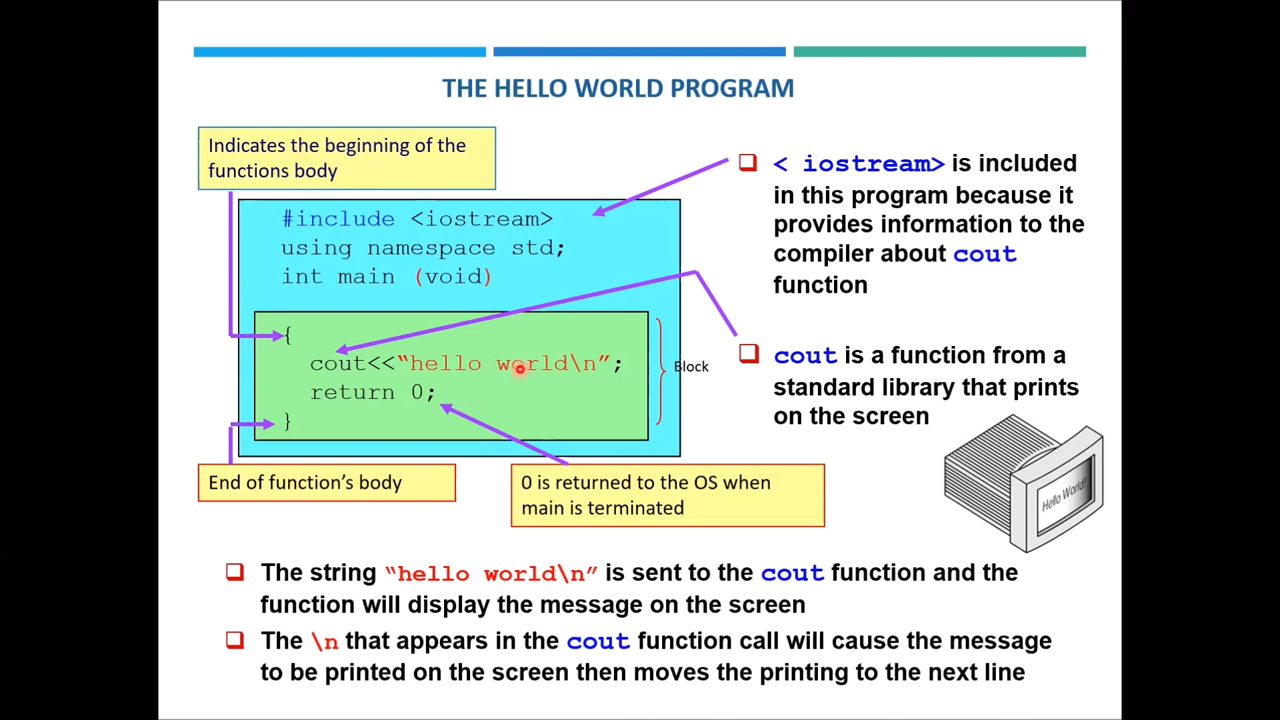 THE HELLO WORLD PROGRAM
Indicates the beginning of the
functions body
#include <iostream>
using namespace std;
int main (void)
{
cout<<“hello world\n”;
return 0;
}
Block
End of function’s body
0 is returned to the OS when
main is terminated
< iostream> is included
in this program because it
provides information to the
compiler about cout
function
cout is a function from a
standard library that prints
on the screen
Hello World!
The string “hello world\n” is sent to the cout function and the
function will display the message on the screen
The \n that appears in the cout function call will cause the message
to be printed on the screen then moves the printing to the next line